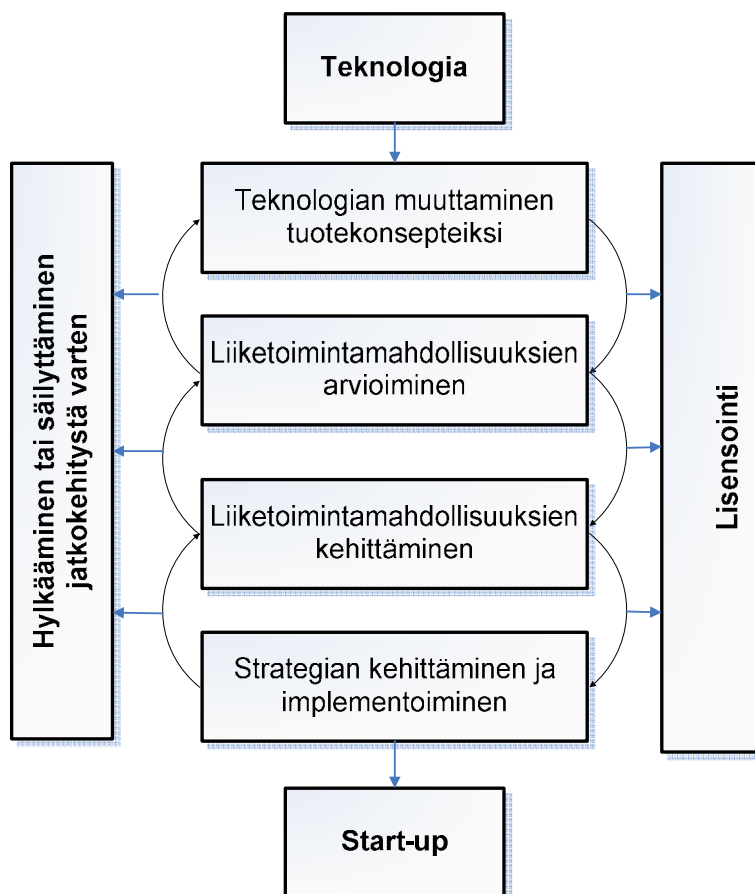 Teknologia
Teknologian muuttaminen
tuotekonsepteiksi
Hylkääminen tai säilyttäminen
jatkokehitystä varten
Liiketoimintamahdollisuuksien
arvioiminen
Lisensointi
Liiketoimintamahdollisuuksien
kehittäminen
Strategian kehittäminen ja
implementoiminen
Start-up